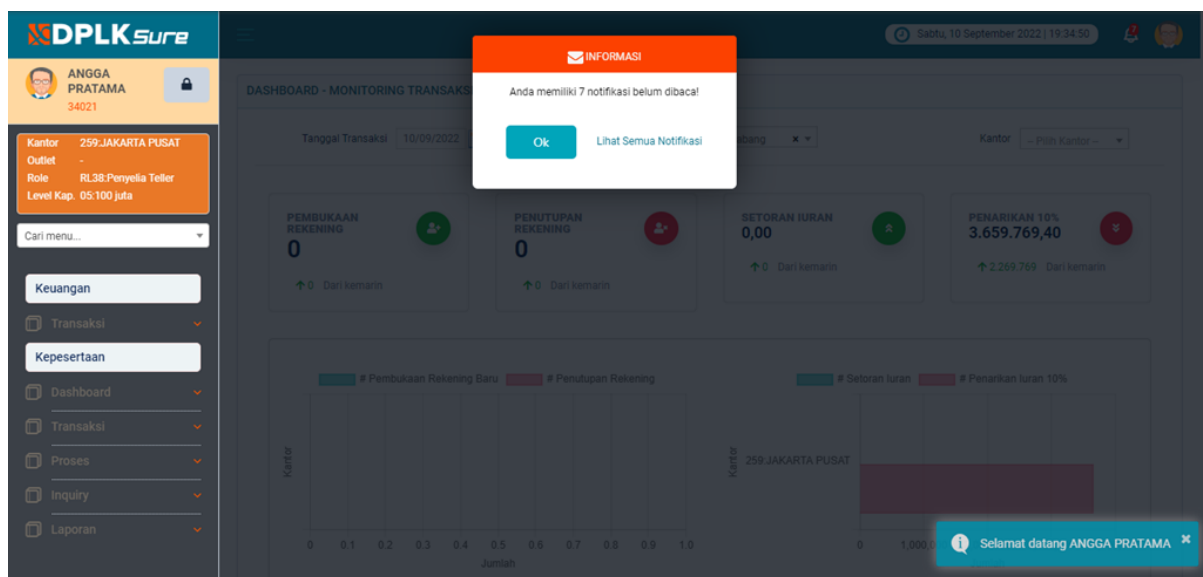 DPLKSure
Sabtu, 10 September 2022 | 19:34:50
ANGGA
PRATAMA
34021
Kantor 259:JAKARTA PUSAT
Outlet -
Role RL38:Penyelia Teller
Level Kap. 05:100 juta
Cari menu...
Keuangan
Transaksi
Kepesertaan
Dashboard
Transaksi
Proses
Inquiry
Laporan
INFORMASI
Anda memiliki 7 notifikasi belum dibaca!
Ok Lihat Semua Notifikasi
DASHBOARD - MONITORING TRANSAKSI
Tanggal Transaksi 10/09/2022
Kantor -- Pilih Kantor --
PEMBUKAAN
REKENING
0
0 Dari kemarin
PENUTUPAN
REKENING
0
0 Dari kemarin
SETORAN IURAN
0,00
0 Dari kemarin
PENARIKAN 10%
3.659.769,40
2.269.769 Dari kemarin
# Pembukaan Rekening Baru # Penutupan Rekening
Kantor
0 0.1 0.2 0.3 0.4 0.5 0.6 0.7 0.8 0.9 1.0
Jumlah
# Setoran Iuran # Penarikan Iuran 10%
Kantor
259:JAKARTA PUSAT
0
Selamat datang ANGGA PRATAMA ×